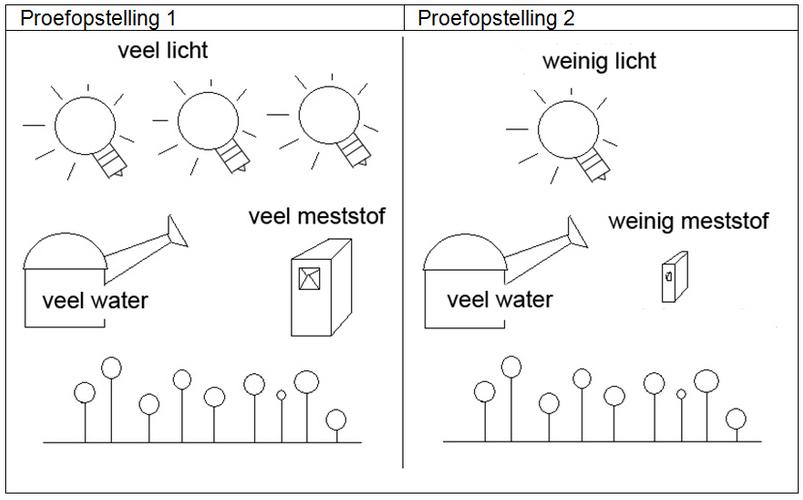 Proefopstelling 1
Proefopstelling 2
veel licht
veel meststof
veel water
weinig licht
weinig meststof
veel water